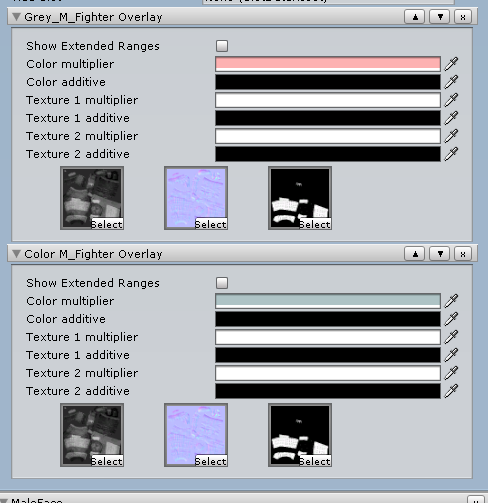 Grey_M_Fighter Overlay
Show Extended Ranges
Color multiplier
Color additive
Texture 1 multiplier
Texture 1 additive
Texture 2 multiplier
Texture 2 additive
Select Select Select
Color M_Fighter Overlay
Show Extended Ranges
Color multiplier
Color additive
Texture 1 multiplier
Texture 1 additive
Texture 2 multiplier
Texture 2 additive
Select Select Select